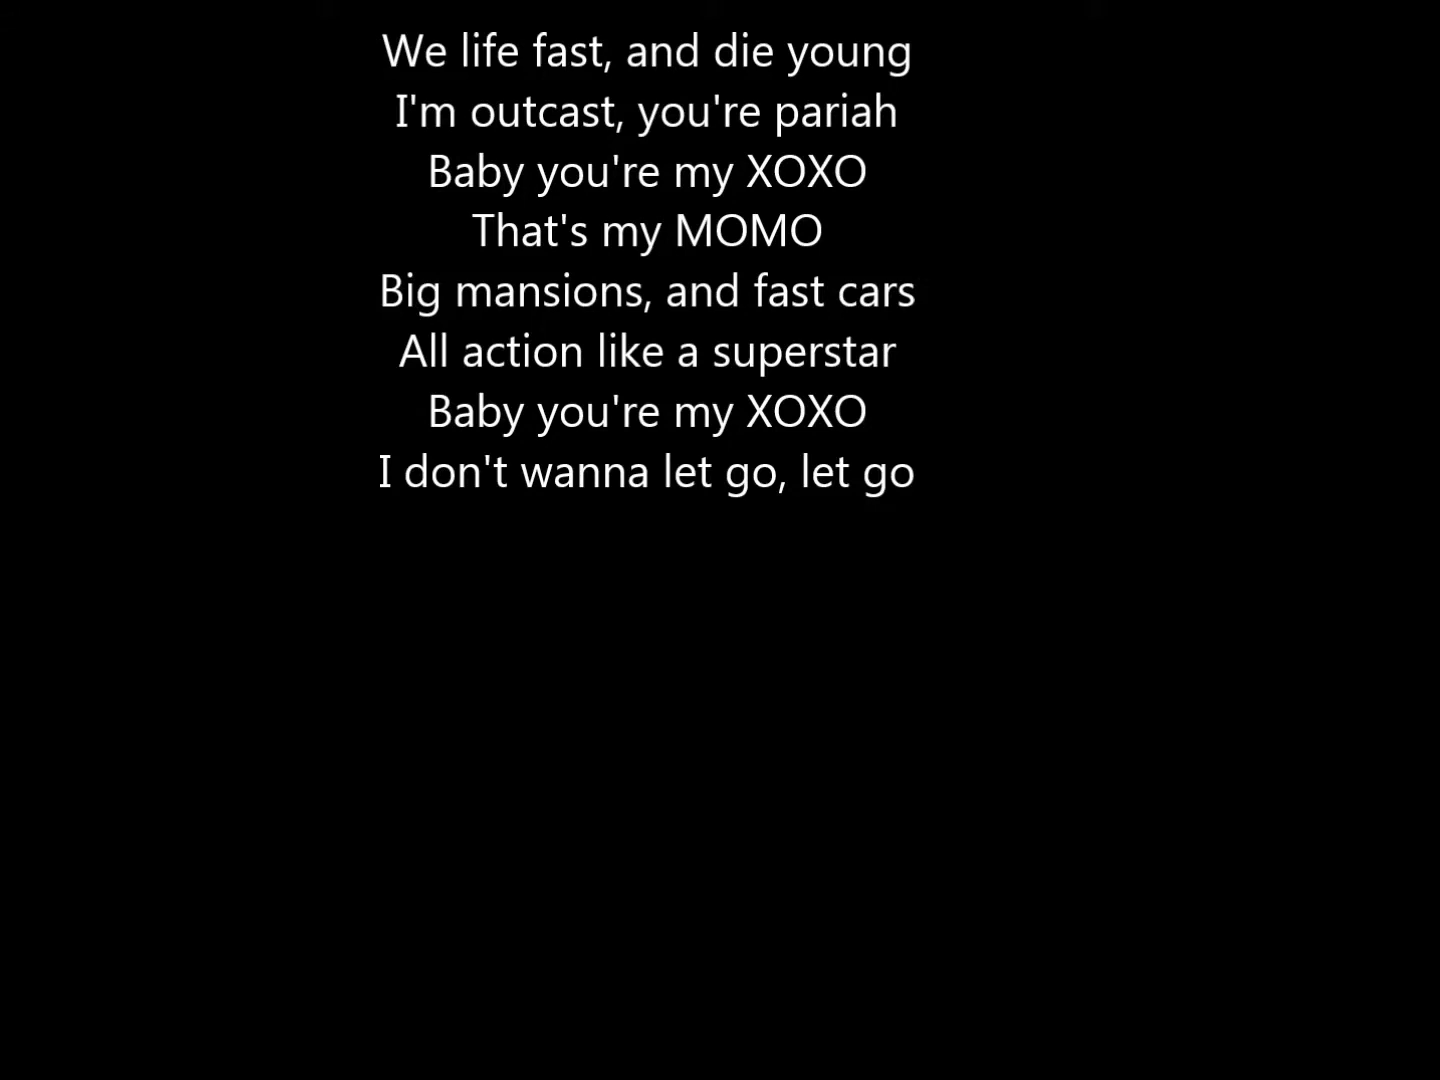 We life fast, and die young
I'm outcast, you're pariah
Baby you're my XOXO
That's my MOMO
Big mansions, and fast cars
All action like a superstar
Baby you're my XOXO
I don't wanna let go, let go